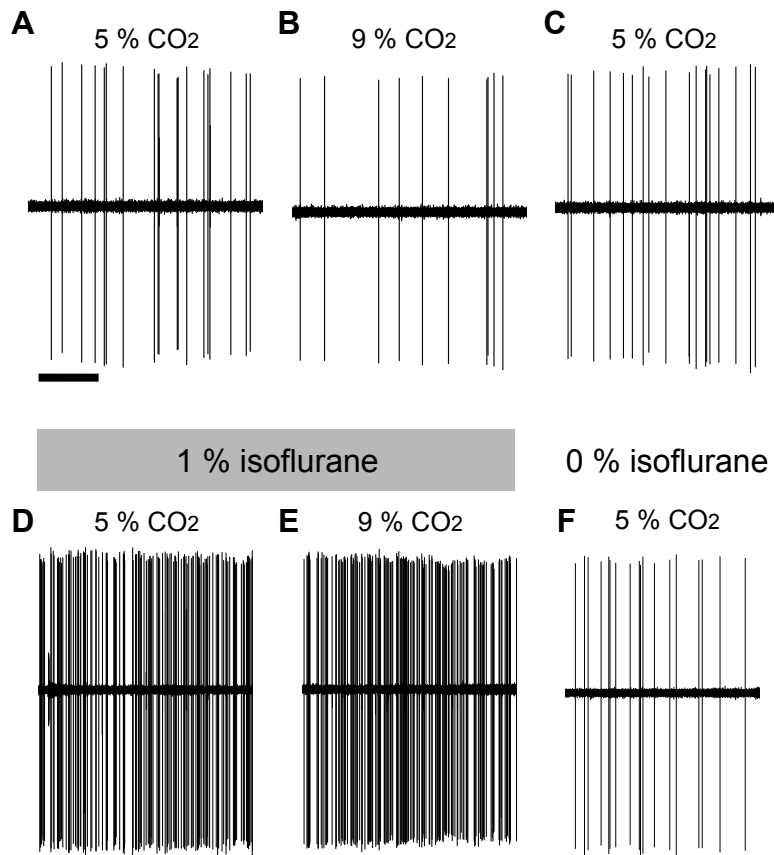 A B C
5 % CO2 9 % CO2 5 % CO2
1 % isoflurane 0 % isoflurane
D E F
5 % CO2 9 % CO2 5 % CO2